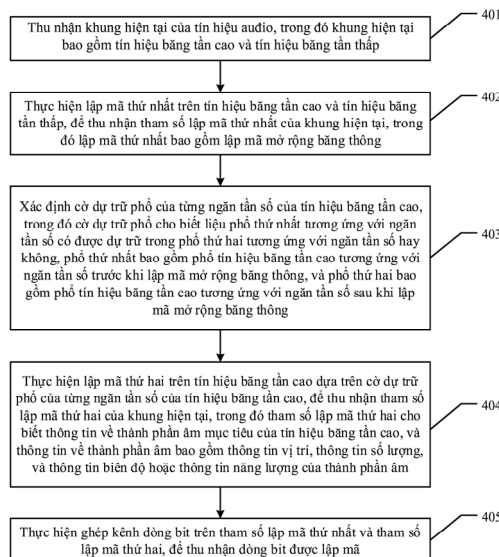 Thu nhận khung hiện tại của tín hiệu audio, trong đó khung hiện tại
bao gồm tín hiệu băng tần cao và tín hiệu băng tần thấp
401
Thực hiện lập mã thứ nhất trên tín hiệu băng tần cao và tín hiệu băng
tần thấp, để thu nhận tham số lập mã thứ nhất của khung hiện tại, trong
đó lập mã thứ nhất bao gồm lập mã mở rộng băng thông
402
Xác định cờ dự trữ phổ của từng ngăn tần số của tín hiệu băng tần cao,
trong đó cờ dự trữ phổ cho biết liệu phổ thứ nhất tương ứng với ngăn
tần số có được dự trữ trong phổ thứ hai tương ứng với ngăn tần số hay
không, phổ thứ nhất bao gồm phổ tín hiệu băng tần cao tương ứng với
ngăn tần số trước khi lập mã mở rộng băng thông, và phổ thứ hai bao
gồm phổ tín hiệu băng tần cao tương ứng với ngăn tần số sau khi lập
mã mở rộng băng thông
403
Thực hiện lập mã thứ hai trên tín hiệu băng tần cao dựa trên cờ dự trữ
phổ của từng ngăn tần số của tín hiệu băng tần cao, để thu nhận tham số
lập mã thứ hai của khung hiện tại, trong đó tham số lập mã thứ hai cho
biết thông tin về thành phần âm mục tiêu của tín hiệu băng tần cao, và
thông tin về thành phần âm bao gồm thông tin vị trí, thông tin số lượng,
và thông tin biên độ hoặc thông tin năng lượng của thành phần âm
404
Thực hiện ghép kênh dòng bit trên tham số lập mã thứ nhất và tham số
lập mã thứ hai, để thu nhận dòng bit được lập mã
405